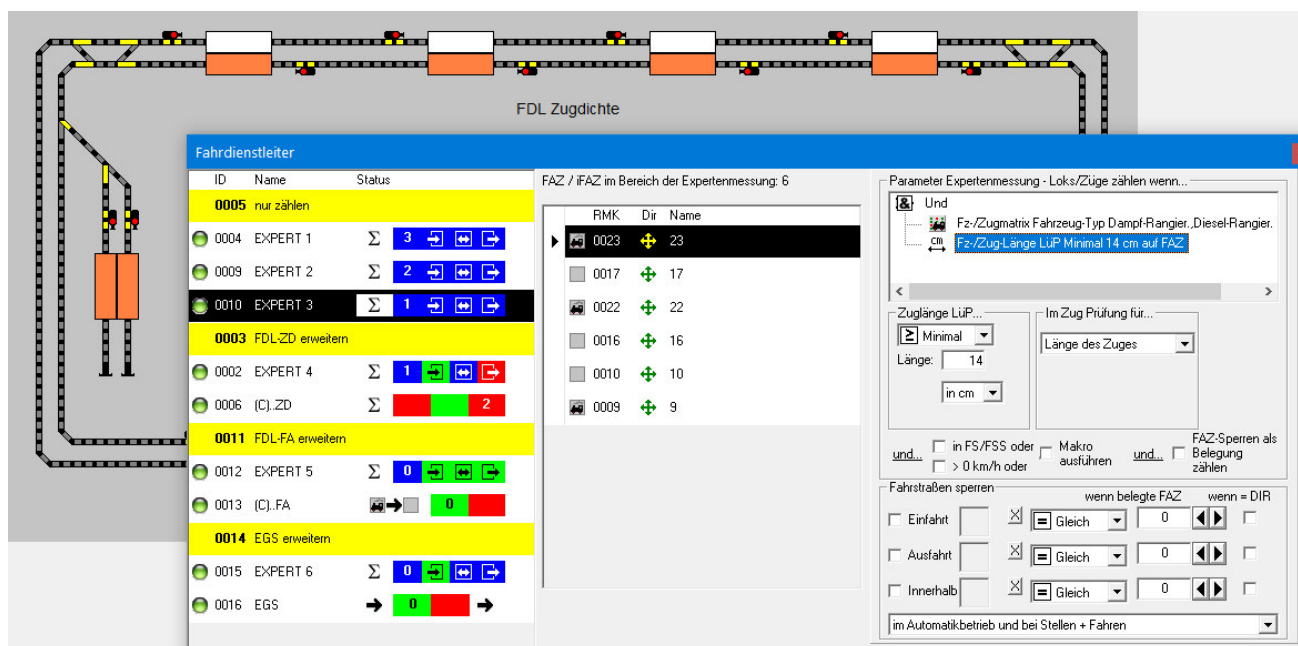 FDL Zugdichte
Fahrdienstleiter
ID Name Status
0005 nur zählen
0004 EXPERT 1 Σ 3
0009 EXPERT 2 Σ 2
0010 EXPERT 3 Σ 1
0003 FDL-ZD erweitern
0002 EXPERT 4 Σ 1
0006 (C)..ZD Σ 2
0011 FDL-FA erweitern
0012 EXPERT 5 Σ 0
0013 (C)..FA 0
0014 EGS erweitern
0015 EXPERT 6 Σ 0
0016 EGS 0
FAZ / iFAZ im Bereich der Expertenmessung: 6
RMK Dir Name
0023 23
0017 17
0022 22
0016 16
0010 10
0009 9
Parameter Expertenmessung - Loks/Züge zählen wenn...
& Und
Fz-/Zugmatrix Fahrzeug-Typ Dampf-Rangier.,Diesel-Rangier.
cm Fz-/Zug-Länge LüP Minimal 14 cm auf FAZ
Zuglänge LüP...
≥ Minimal
Länge: 14
in cm
Im Zug Prüfung für...
Länge des Zuges
und... in FS/FSS oder
> 0 km/h oder
Makro
ausführen
und... FAZ-Sperren als
Belegung
zählen
Fahrstraßen sperren wenn belegte FAZ wenn = DIR
Einfahrt X = Gleich 0
Ausfahrt X = Gleich 0
Innerhalb X = Gleich 0
im Automatikbetrieb und bei Stellen + Fahren